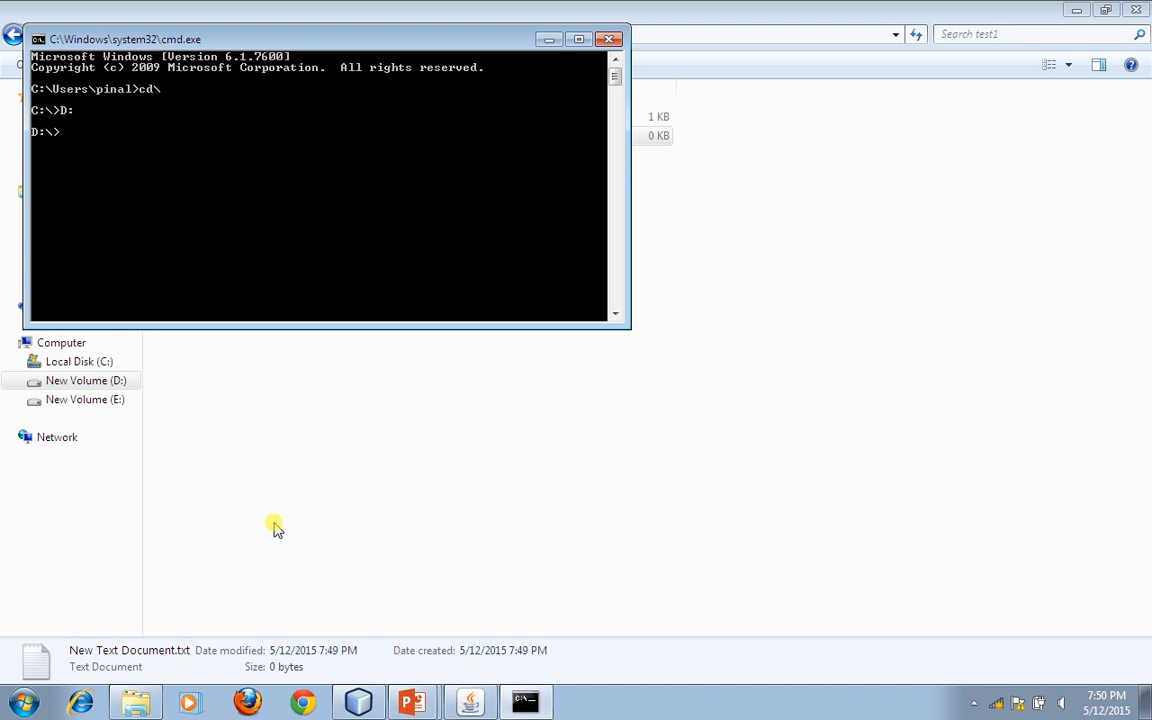 C:\Windows\system32\cmd.exe
Microsoft Windows [Version 6.1.7600]
Copyright (c) 2009 Microsoft Corporation.  All rights reserved.
C:\Users\pinal>cd\
C:\>D:
D:\>
Search test1
1 KB
0 KB
Computer
Local Disk (C:)
New Volume (D:)
New Volume (E:)
Network
New Text Document.txt Date modified: 5/12/2015 7:49 PM Date created: 5/12/2015 7:49 PM
Text Document Size: 0 bytes
7:50 PM
5/12/2015